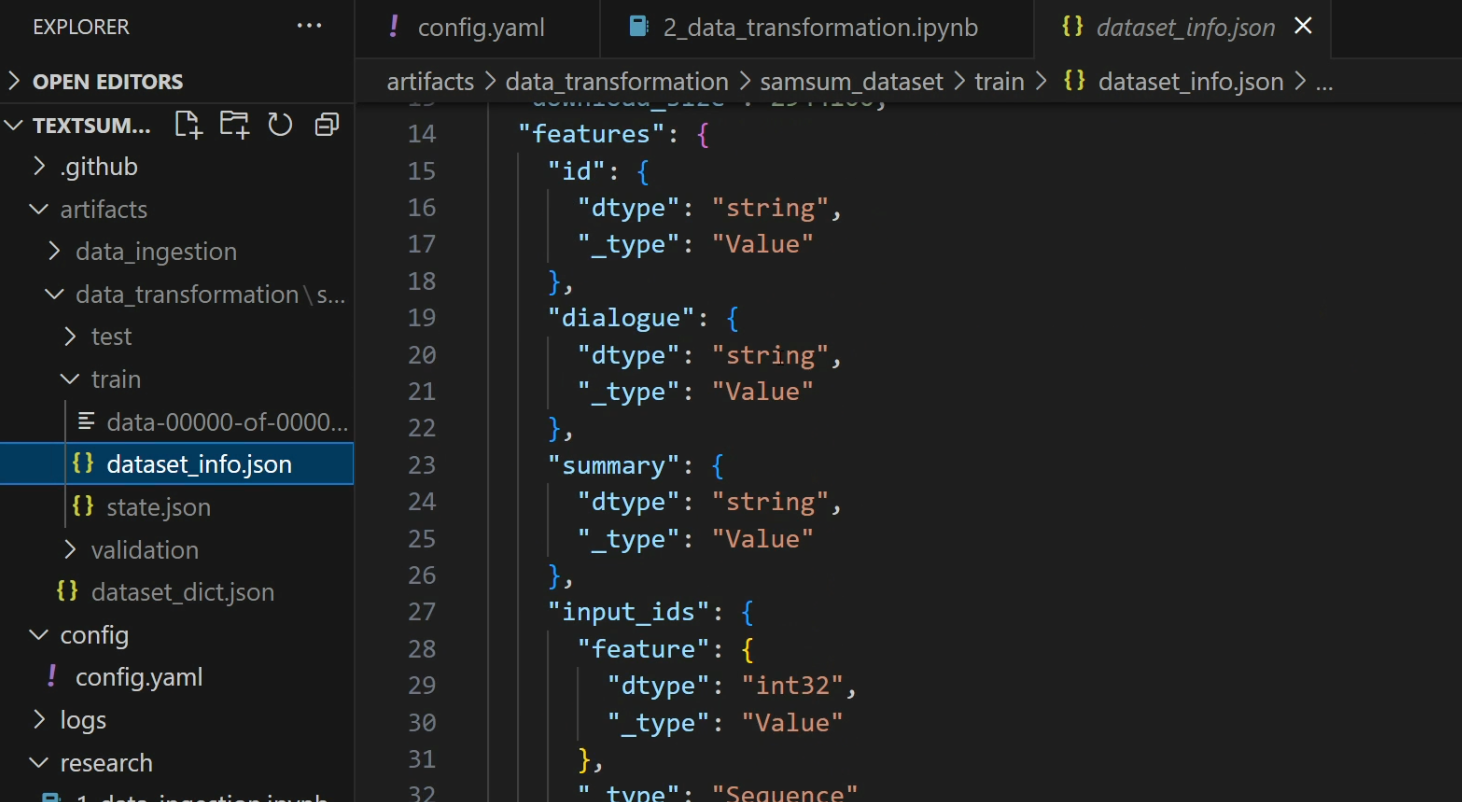 EXPLORER
OPEN EDITORS
TEXTSUM...
.github
artifacts
data_ingestion
data_transformation\s...
test
train
data-00000-of-0000...
dataset_info.json
state.json
validation
dataset_dict.json
config
config.yaml
logs
research
1_data_ingestion.ipynb
config.yaml
2_data_transformation.ipynb
dataset_info.json
artifacts > data_transformation > samsum_dataset > train > {} dataset_info.json > ...
14 "features": {
15 "id": {
16 "dtype": "string",
17 "_type": "Value"
18 },
19 "dialogue": {
20 "dtype": "string",
21 "_type": "Value"
22 },
23 "summary": {
24 "dtype": "string",
25 "_type": "Value"
26 },
27 "input_ids": {
28 "feature": {
29 "dtype": "int32",
30 "_type": "Value"
31 },
32 "_type": "Sequence"